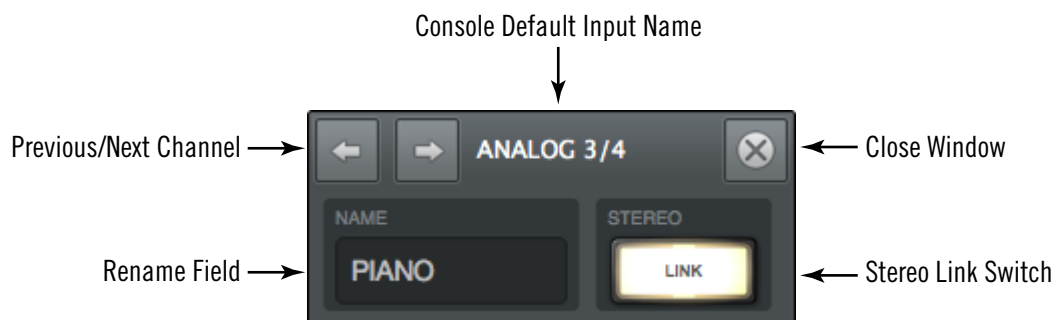 Console Default Input Name
Previous/Next Channel
ANALOG 3/4
Close Window
NAME
STEREO
Rename Field
PIANO
LINK
Stereo Link Switch